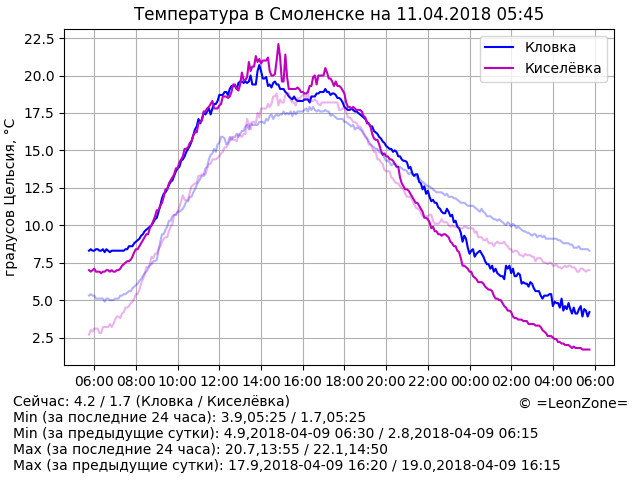 Температура в Смоленске на 11.04.2018 05:45
Кловка
Киселёвка
градусов Цельсия, °C
22.5
20.0
17.5
15.0
12.5
10.0
7.5
5.0
2.5
06:00 08:00 10:00 12:00 14:00 16:00 18:00 20:00 22:00 00:00 02:00 04:00 06:00
Сейчас: 4.2 / 1.7 (Кловка / Киселёвка)
© =LeonZone=
Min (за последние 24 часа): 3.9,05:25 / 1.7,05:25
Min (за предыдущие сутки): 4.9,2018-04-09 06:30 / 2.8,2018-04-09 06:15
Max (за последние 24 часа): 20.7,13:55 / 22.1,14:50
Max (за предыдущие сутки): 17.9,2018-04-09 16:20 / 19.0,2018-04-09 16:15